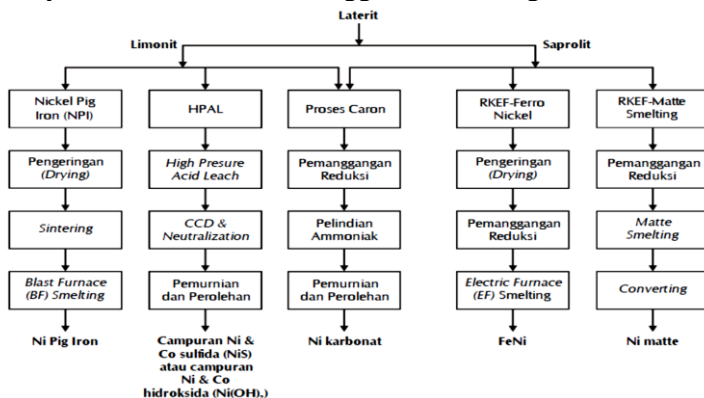 Laterit
Limonit
Saprolit
Nickel Pig
Iron (NPI)
HPAL
Proses Caron
RKEF-Ferro
Nickel
RKEF-Matte
Smelting
Pengeringan
(Drying)
High Presure
Acid Leach
Pemanggangan
Reduksi
Pengeringan
(Drying)
Pemanggangan
Reduksi
Sintering
CCD &
Neutralization
Pelindian
Ammoniak
Pemanggangan
Reduksi
Matte
Smelting
Blast Furnace
(BF) Smelting
Pemurnian
dan Perolehan
Pemurnian
dan Perolehan
Electric Furnace
(EF) Smelting
Converting
Ni Pig Iron
Campuran Ni &
Co sulfida (NiS)
atau campuran
Ni & Co
hidroksida (Ni(OH)₂)
Ni karbonat
FeNi
Ni matte